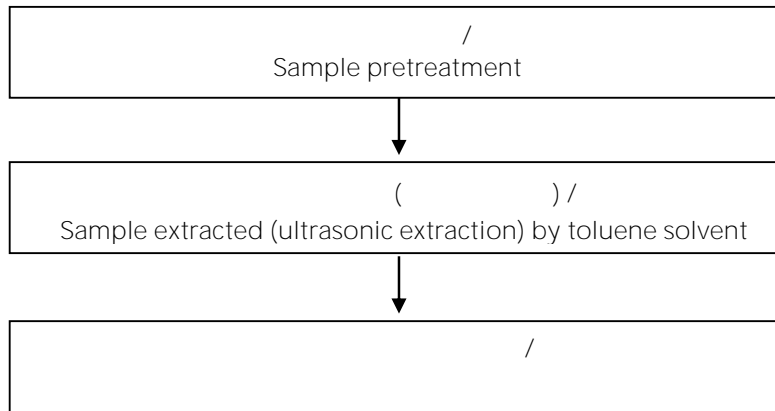 /
Sample pretreatment
( ) /
Sample extracted (ultrasonic extraction) by toluene solvent
/